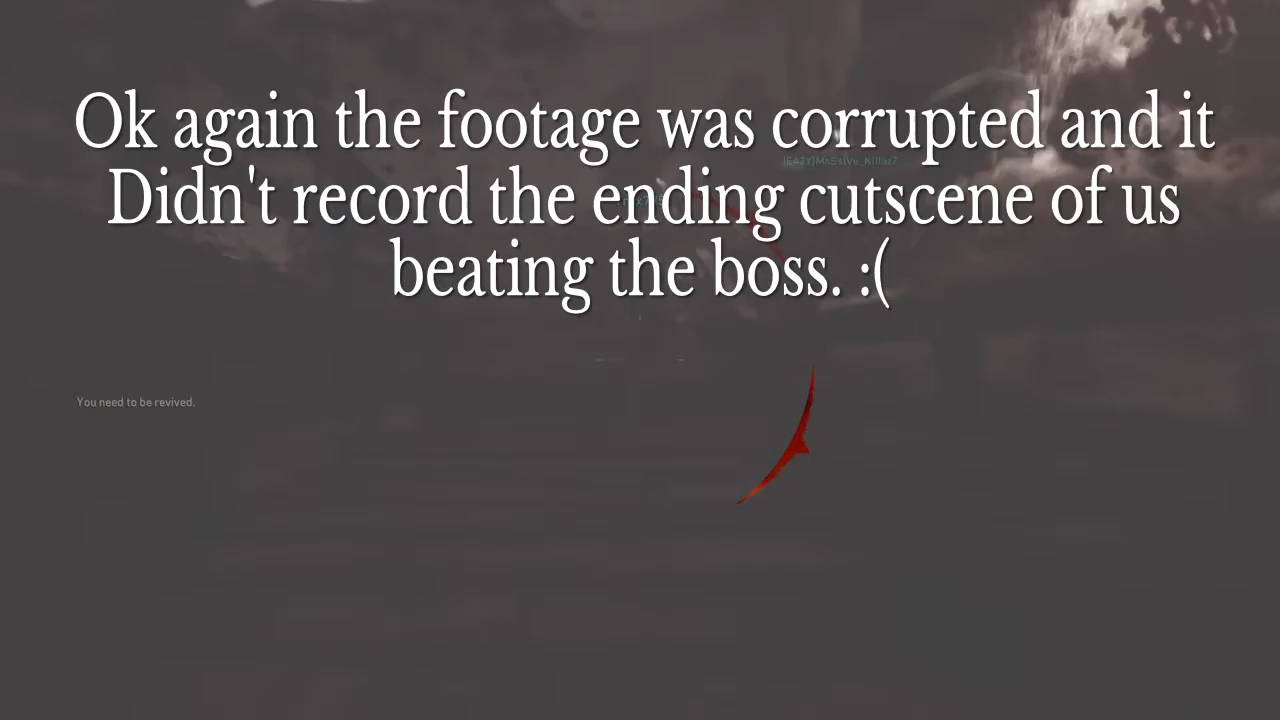 Ok again the footage was corrupted and it
Didn't record the ending cutscene of us
beating the boss. :(
You need to be revived.